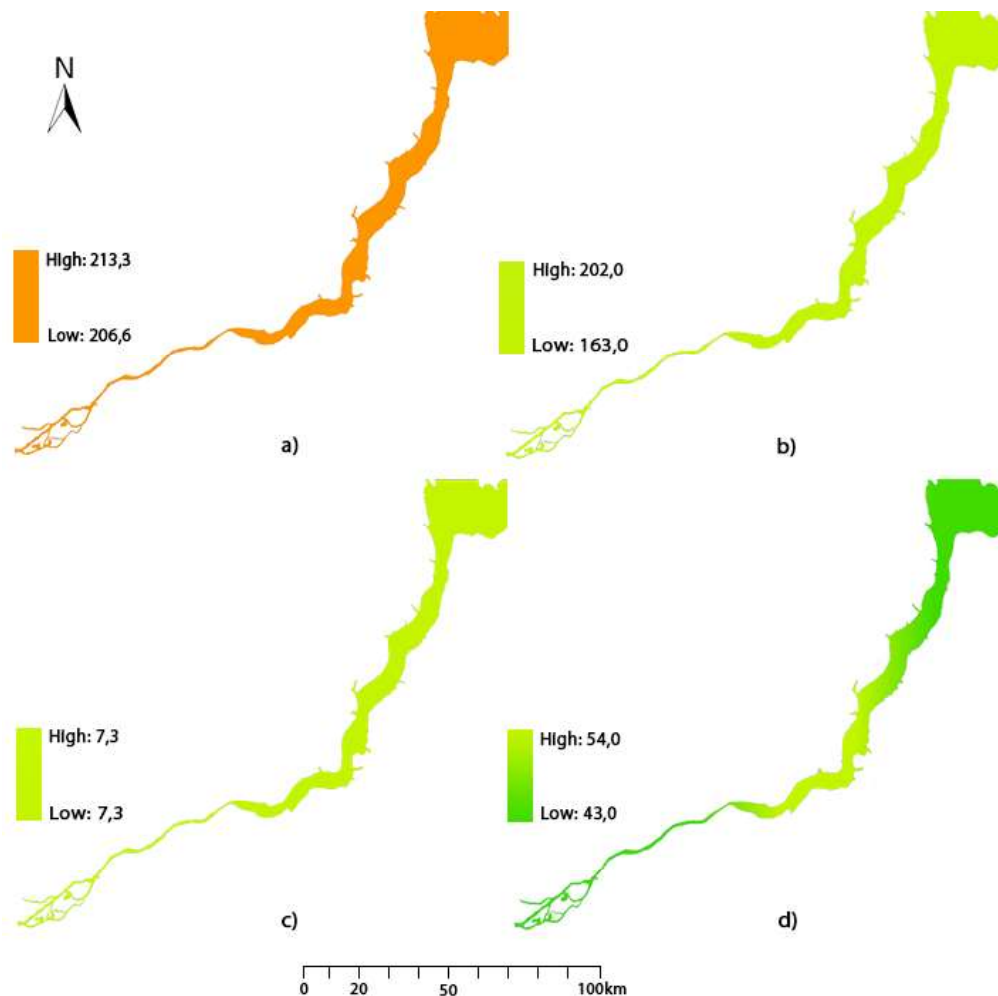 N
High: 213,3
Low: 206,6
a)
High: 202,0
Low: 163,0
b)
High: 7,3
Low: 7,3
c)
High: 54,0
Low: 43,0
d)
0 20 50 100km